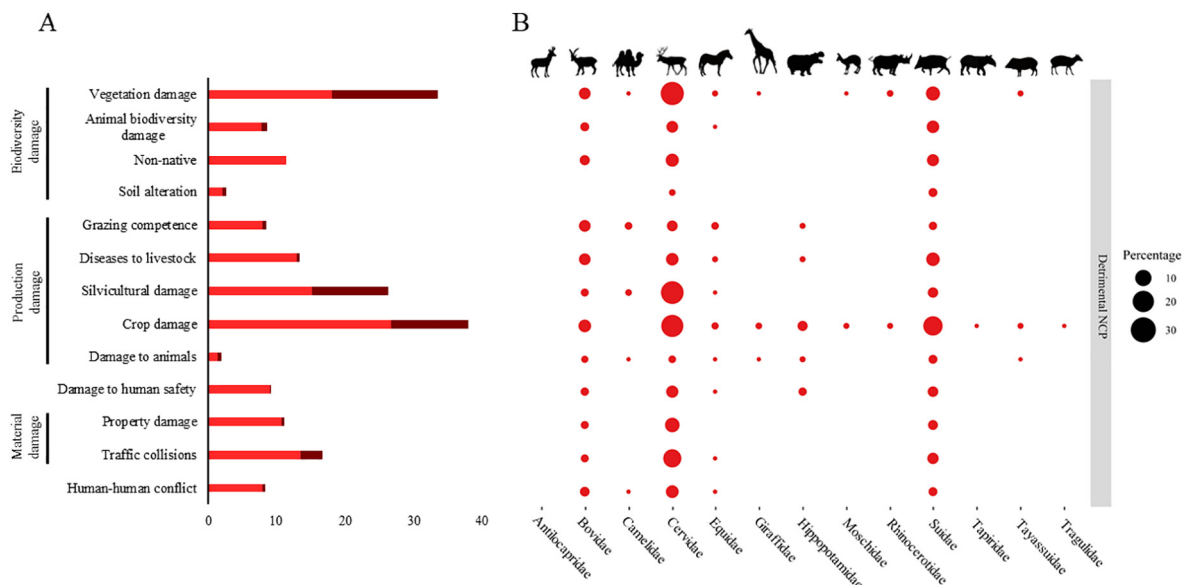 A
B
Biodiversity
damage
Vegetation damage
Animal biodiversity
damage
Non-native
Soil alteration
Production
damage
Grazing competence
Diseases to livestock
Silvicultural damage
Crop damage
Damage to animals
Damage to human safety
Material
damage
Property damage
Traffic collisions
Human-human conflict
0
10
20
30
40
Antilocapridae
Bovidae
Camelidae
Cervidae
Equidae
Giraffidae
Hippopotamidae
Moschidae
Rhinocerotidae
Suidae
Tapiridae
Tayassuidae
Tragulidae
Detrimental NCP
Percentage
10
20
30